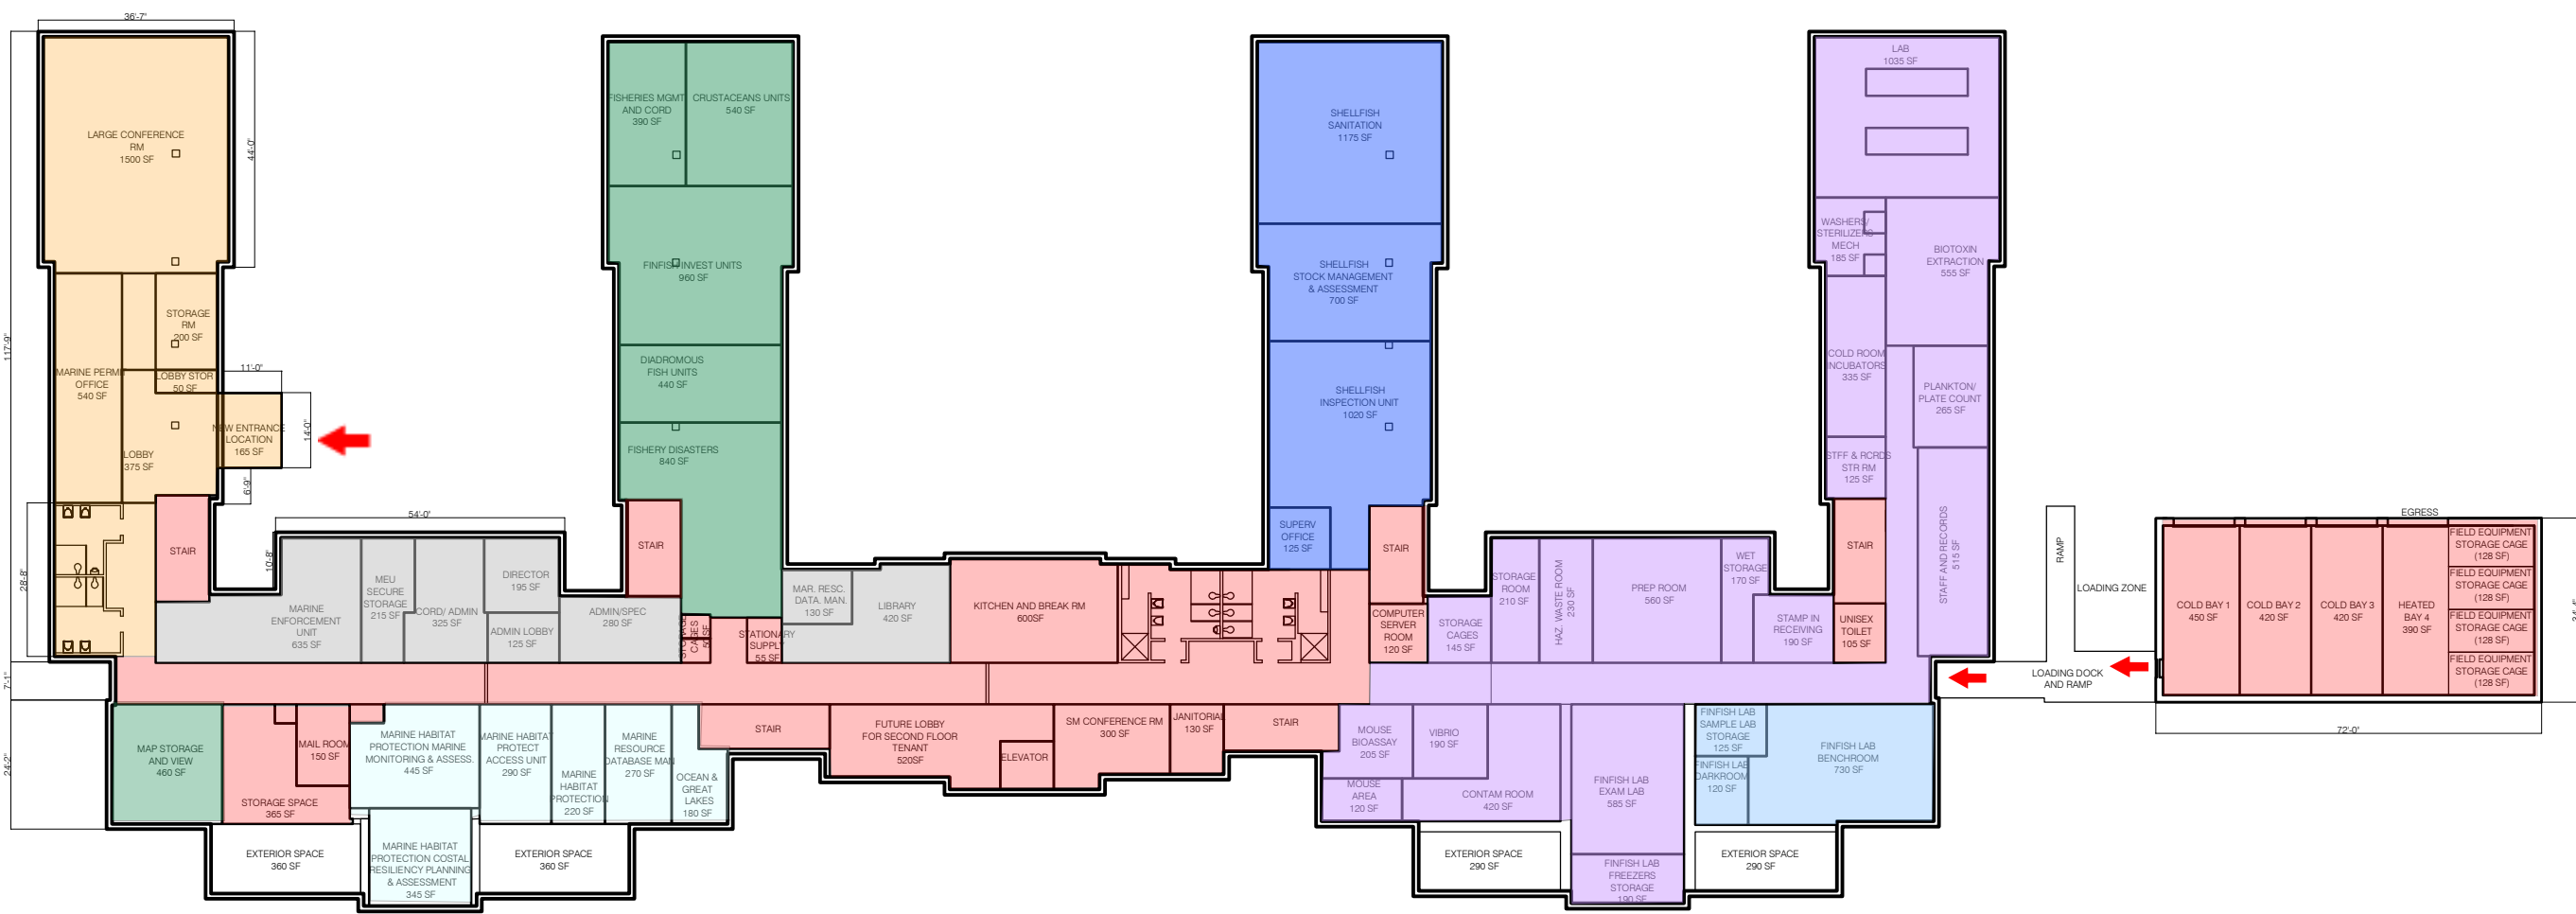 36'-7"
117'-9"
44'-0"
LARGE CONFERENCE
RM
1500 SF
STORAGE
RM
200 SF
MARINE PERMIT
OFFICE
540 SF
LOBBY STOR
50 SF
11'-0"
14'-0"
NEW ENTRANCE
LOCATION
165 SF
LOBBY
375 SF
6'-9"
28'-8"
7'-1"
24'-2"
STAIR
54'-0"
10'-8"
MARINE
ENFORCEMENT
UNIT
635 SF
MEU
SECURE
STORAGE
215 SF
CORD/ ADMIN
325 SF
DIRECTOR
195 SF
ADMIN LOBBY
125 SF
ADMIN/SPEC
280 SF
FISHERIES MGMT
AND CORD
390 SF
CRUSTACEANS UNITS
540 SF
FINFISH INVEST UNITS
960 SF
DIADROMOUS
FISH UNITS
440 SF
FISHERY DISASTERS
840 SF
STAIR
STORAGE
CAGES
50 SF
STATIONARY
SUPPLY
55 SF
MAR. RESC.
DATA. MAN.
130 SF
LIBRARY
420 SF
KITCHEN AND BREAK RM
600SF
SHELLFISH
SANITATION
1175 SF
SHELLFISH
STOCK MANAGEMENT
& ASSESSMENT
700 SF
SHELLFISH
INSPECTION UNIT
1020 SF
SUPERV
OFFICE
125 SF
STAIR
COMPUTER
SERVER
ROOM
120 SF
STORAGE
CAGES
145 SF
STORAGE
ROOM
210 SF
HAZ. WASTE ROOM
230 SF
PREP ROOM
560 SF
WET
STORAGE
170 SF
STAMP IN
RECEIVING
190 SF
LAB
1035 SF
WASHERS/
STERILIZERS
MECH
185 SF
BIOTOXIN
EXTRACTION
555 SF
COLD ROOM
INCUBATORS
335 SF
PLANKTON/
PLATE COUNT
265 SF
STFF & RCRDS
STR RM
125 SF
STAIR
UNISEX
TOILET
105 SF
STAFF AND RECORDS
515 SF
RAMP
LOADING ZONE
LOADING DOCK
AND RAMP
EGRESS
COLD BAY 1
450 SF
COLD BAY 2
420 SF
COLD BAY 3
420 SF
HEATED
BAY 4
390 SF
FIELD EQUIPMENT
STORAGE CAGE
(128 SF)
FIELD EQUIPMENT
STORAGE CAGE
(128 SF)
FIELD EQUIPMENT
STORAGE CAGE
(128 SF)
FIELD EQUIPMENT
STORAGE CAGE
(128 SF)
72'-0"
MAP STORAGE
AND VIEW
460 SF
MAIL ROOM
150 SF
STORAGE SPACE
365 SF
MARINE HABITAT
PROTECTION MARINE
MONITORING & ASSESS.
445 SF
MARINE HABITAT
PROTECT
ACCESS UNIT
290 SF
MARINE
HABITAT
PROTECTION
220 SF
MARINE
RESOURCE
DATABASE MAN
270 SF
OCEAN &
GREAT
LAKES
180 SF
EXTERIOR SPACE
360 SF
MARINE HABITAT
PROTECTION COSTAL
RESILIENCY PLANNING
& ASSESSMENT
345 SF
EXTERIOR SPACE
360 SF
STAIR
FUTURE LOBBY
FOR SECOND FLOOR
TENANT
520SF
ELEVATOR
SM CONFERENCE RM
300 SF
JANITORIAL
130 SF
STAIR
MOUSE
BIOASSAY
205 SF
VIBRIO
190 SF
MOUSE
AREA
120 SF
CONTAM ROOM
420 SF
FINFISH LAB
EXAM LAB
585 SF
FINFISH LAB
FREEZERS
STORAGE
190 SF
FINFISH LAB
SAMPLE LAB
STORAGE
125 SF
FINFISH LAB
DARKROOM
120 SF
FINFISH LAB
BENCHROOM
730 SF
EXTERIOR SPACE
290 SF
EXTERIOR SPACE
290 SF